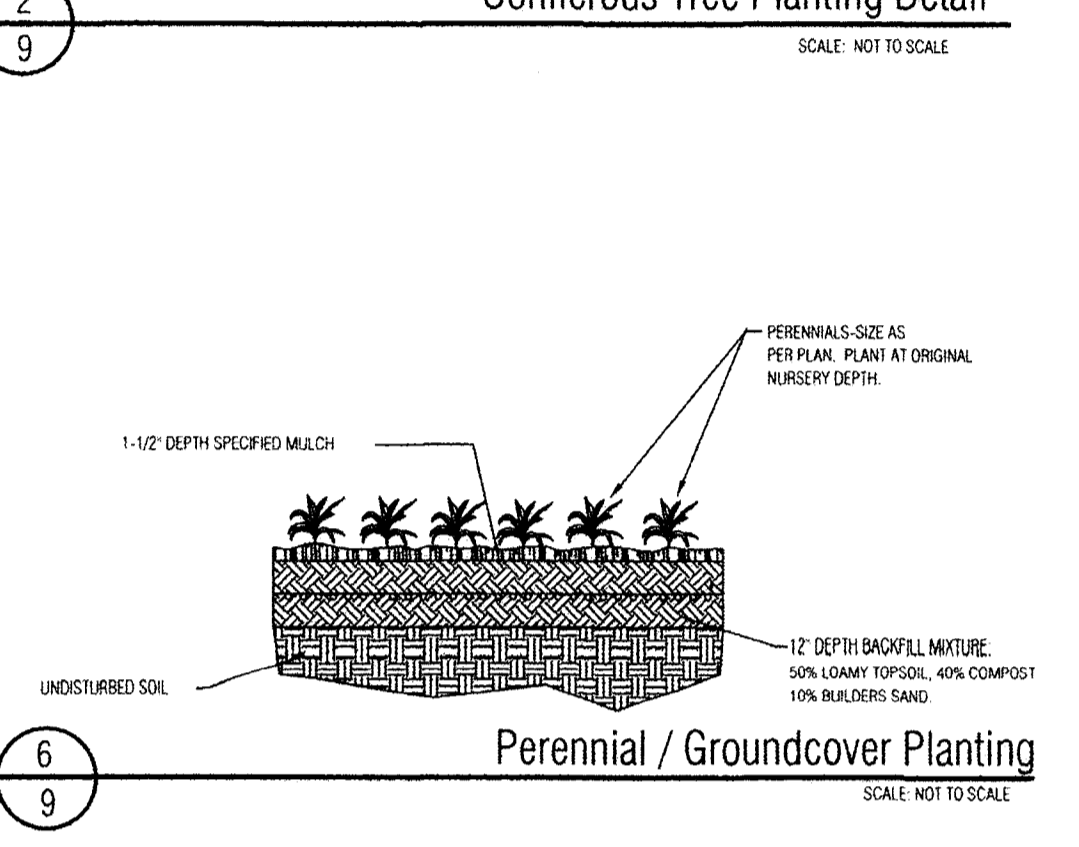 2
Coniferous Tree Planting Detail
9
SCALE: NOT TO SCALE
PERENNIALS-SIZE AS
PER PLAN. PLANT AT ORIGINAL
NURSERY DEPTH.
1-1/2" DEPTH SPECIFIED MULCH
12" DEPTH BACKFILL MIXTURE:
50% LOAMY TOPSOIL, 40% COMPOST
10% BUILDERS SAND.
UNDISTURBED SOIL
6
Perennial / Groundcover Planting
9
SCALE: NOT TO SCALE